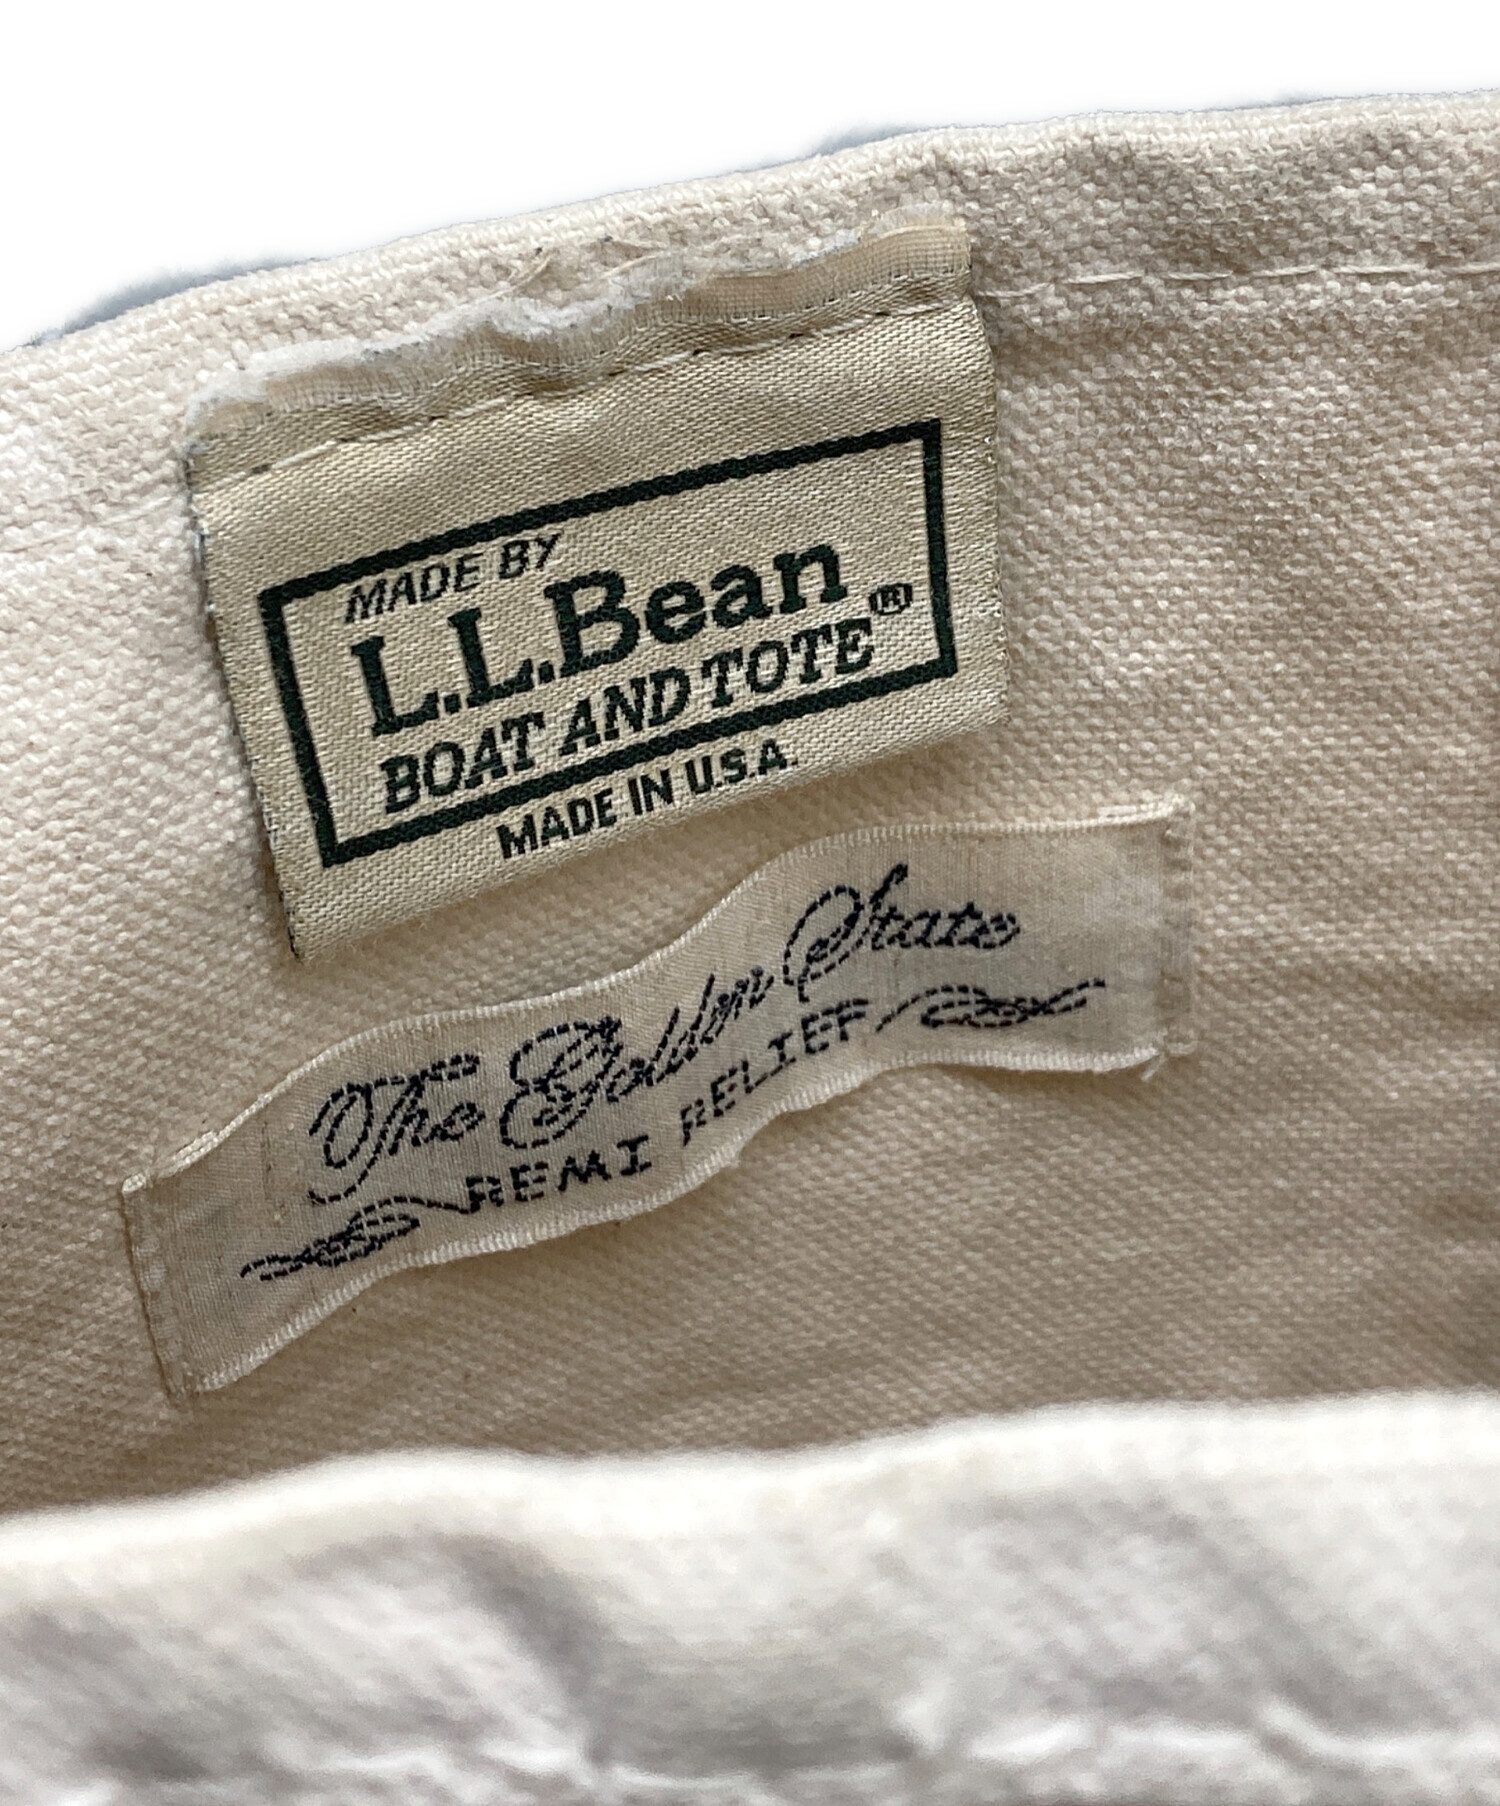 MADE BY
L.L.Bean®
BOAT AND TOTE
MADE IN U.S.A.
The Golden State
REMI RELIEF